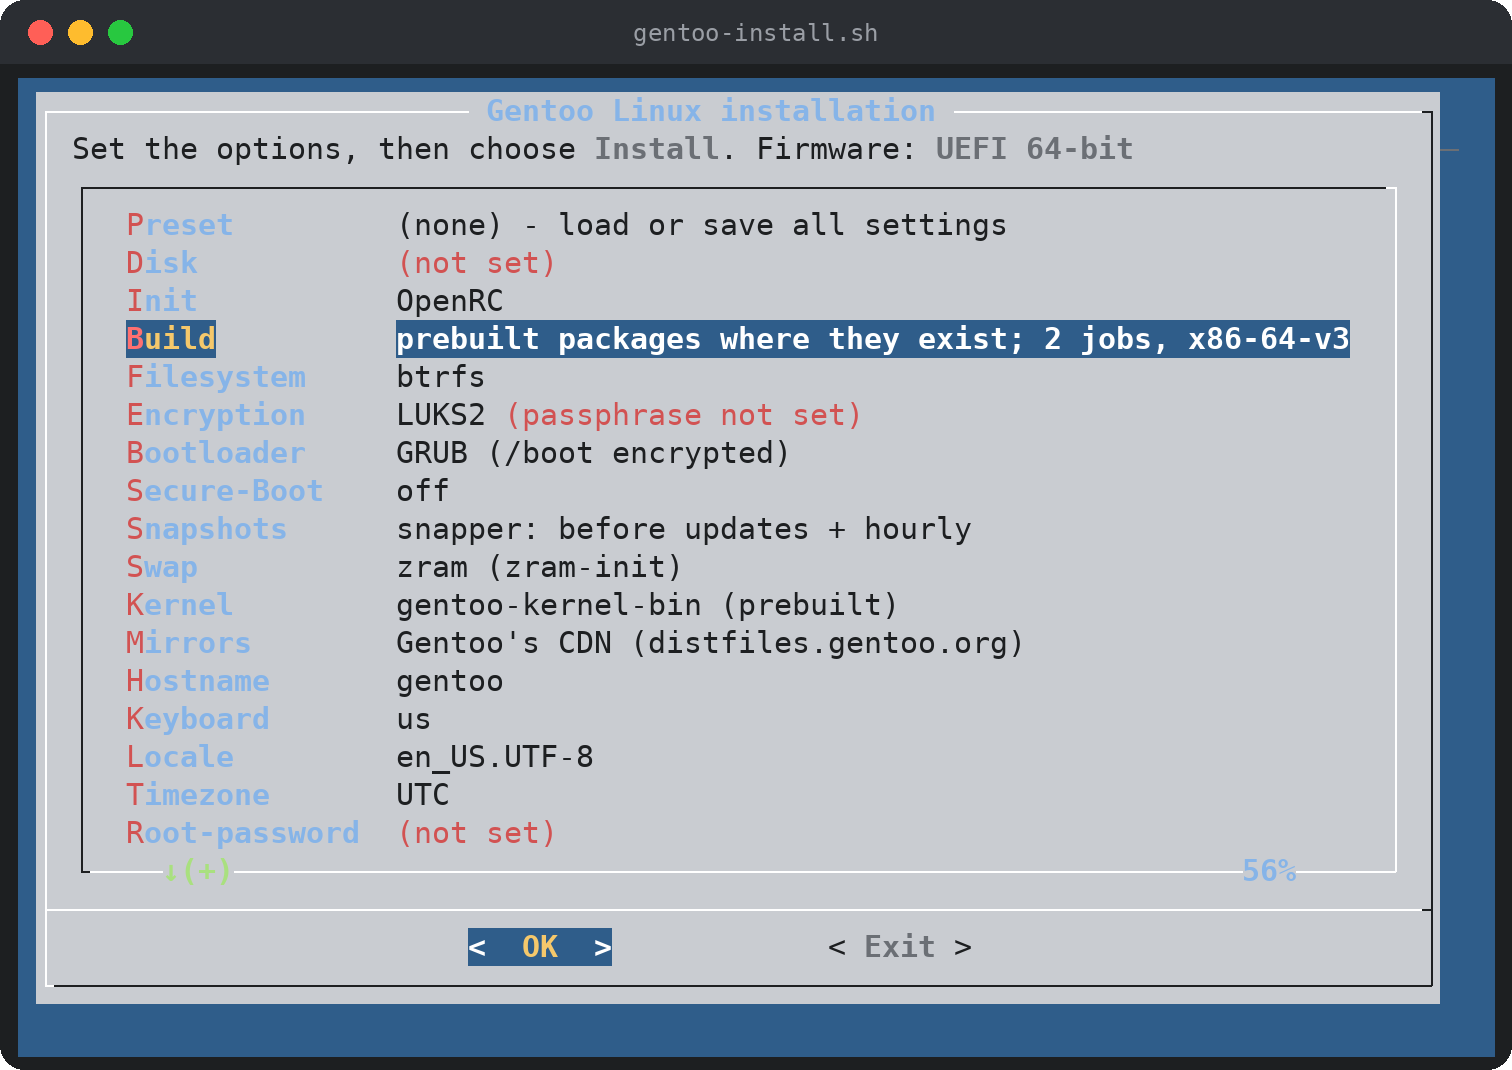 gentoo-install.sh
Gentoo Linux installation
Set the options, then choose Install. Firmware: UEFI 64-bit
Preset (none) - load or save all settings
Disk (not set)
Init OpenRC
Build prebuilt packages where they exist; 2 jobs, x86-64-v3
Filesystem btrfs
Encryption LUKS2 (passphrase not set)
Bootloader GRUB (/boot encrypted)
Secure-Boot off
Snapshots snapper: before updates + hourly
Swap zram (zram-init)
Kernel gentoo-kernel-bin (prebuilt)
Mirrors Gentoo's CDN (distfiles.gentoo.org)
Hostname gentoo
Keyboard us
Locale en_US.UTF-8
Timezone UTC
Root-password (not set)
↓(+) 56%
< OK > < Exit >